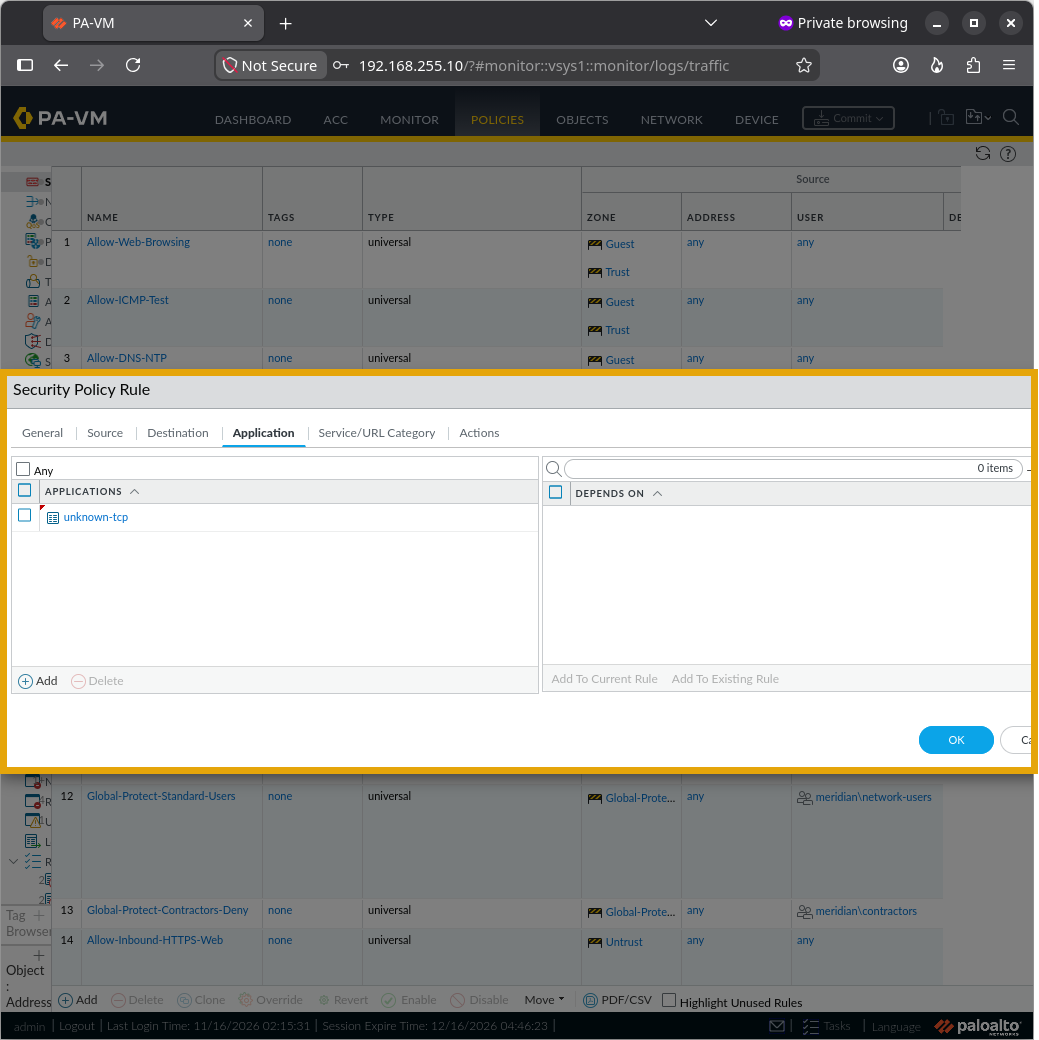 PA-VM
Private browsing
Not Secure
192.168.255.10/?#monitor::vsys1::monitor/logs/traffic
PA-VM
DASHBOARD
ACC
MONITOR
POLICIES
OBJECTS
NETWORK
DEVICE
Commit
Source
NAME
TAGS
TYPE
ZONE
ADDRESS
USER
DE
1 Allow-Web-Browsing none universal Guest any any
Trust
2 Allow-ICMP-Test none universal Guest any any
Trust
3 Allow-DNS-NTP none universal Guest any any
Security Policy Rule
General
Source
Destination
Application
Service/URL Category
Actions
Any
APPLICATIONS
unknown-tcp
Add
Delete
0 items
DEPENDS ON
Add To Current Rule
Add To Existing Rule
OK
Ca
12 Global-Protect-Standard-Users none universal Global-Prote... any meridian\network-users
13 Global-Protect-Contractors-Deny none universal Global-Prote... any meridian\contractors
14 Allow-Inbound-HTTPS-Web none universal Untrust any any
Tag
Browser
Object
:
Address
Add
Delete
Clone
Override
Revert
Enable
Disable
Move
PDF/CSV
Highlight Unused Rules
admin | Logout | Last Login Time: 11/16/2026 02:15:31 | Session Expire Time: 12/16/2026 04:46:23 |
Tasks
Language
paloalto
NETWORKS